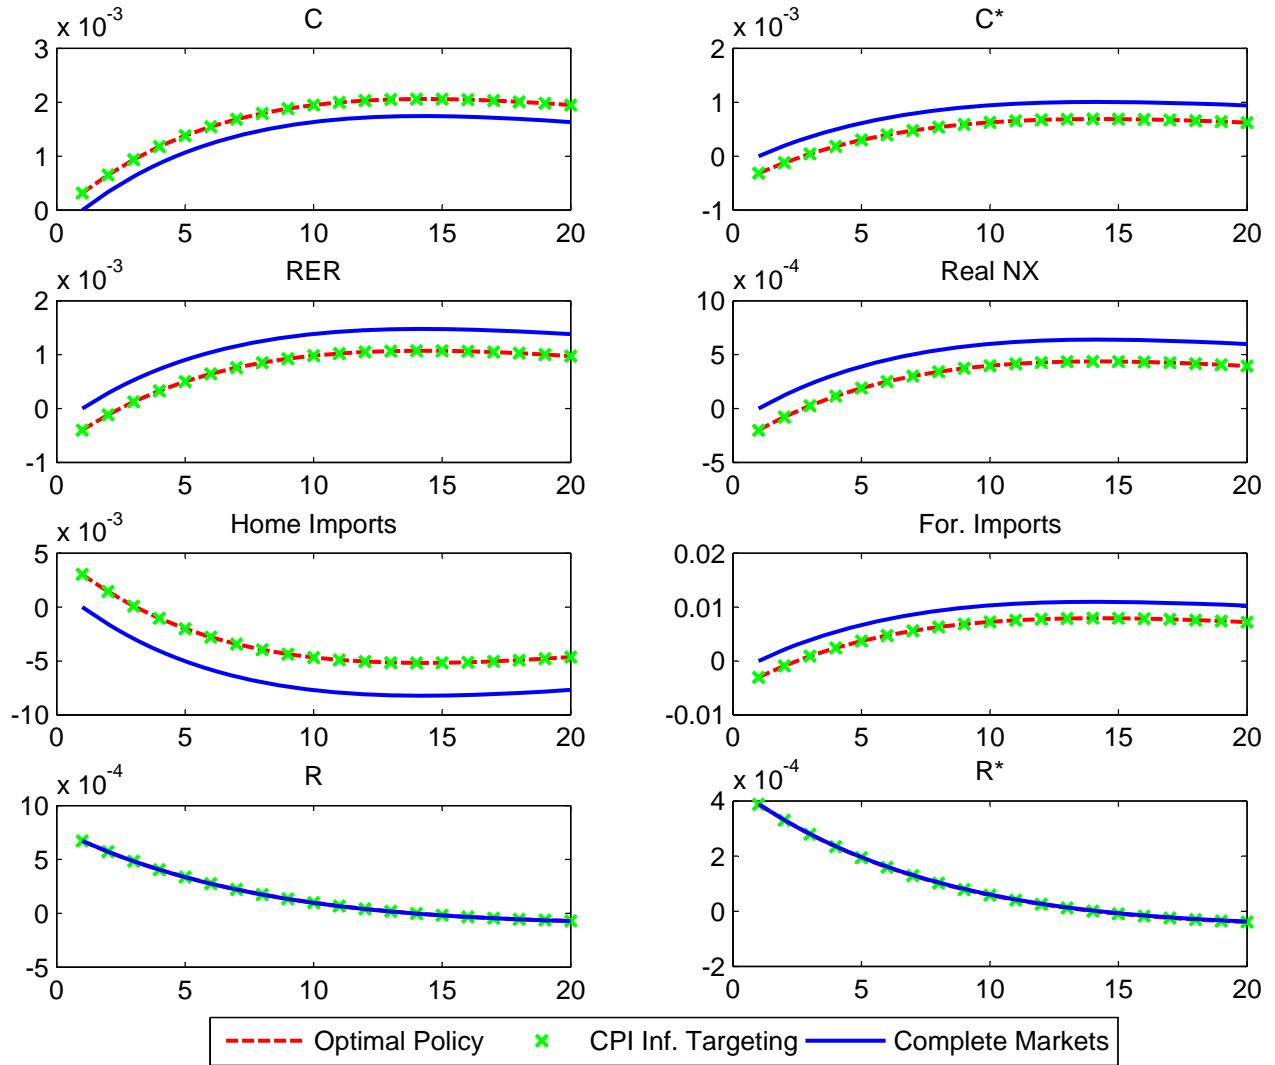 C
x 10^-3
3
2
1
0
0 5 10 15 20
C*
x 10^-3
2
1
0
-1
0 5 10 15 20
RER
x 10^-3
2
1
0
-1
0 5 10 15 20
Real NX
x 10^-4
10
5
0
-5
0 5 10 15 20
Home Imports
x 10^-3
5
0
-5
-10
0 5 10 15 20
For. Imports
0.02
0.01
0
-0.01
0 5 10 15 20
R
x 10^-4
10
5
0
-5
0 5 10 15 20
R*
x 10^-4
4
2
0
-2
0 5 10 15 20
Optimal Policy CPI Inf. Targeting Complete Markets